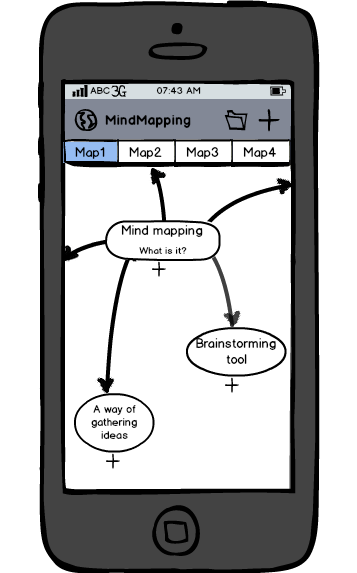 ABC 3G 07:43 AM
MindMapping
Map1 Map2 Map3 Map4
Mind mapping
What is it?
Brainstorming
tool
A way of
gathering
ideas